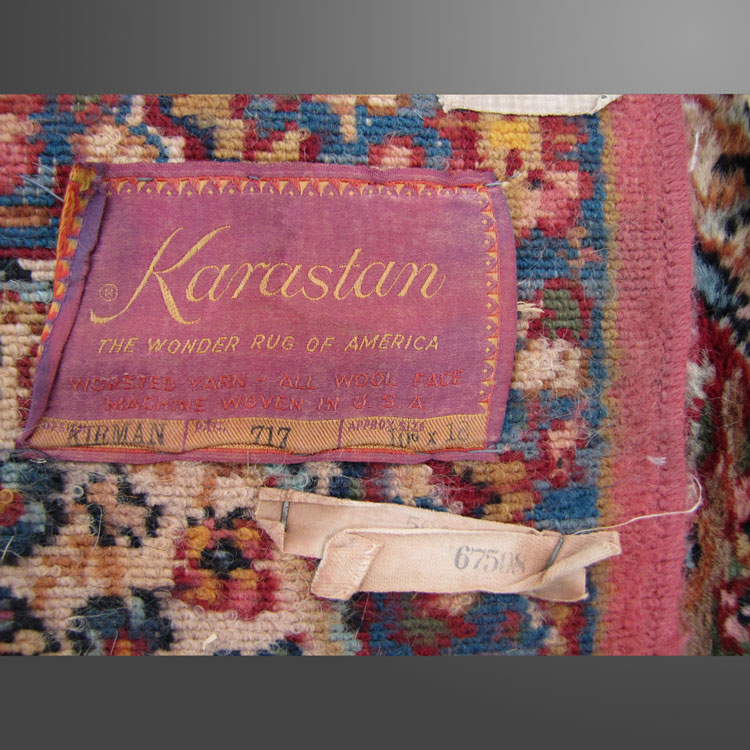 Karastan
®
THE WONDER RUG OF AMERICA
WORSTED YARN - ALL WOOL FACE
MACHINE WOVEN IN U S A
APPROX SIZE
KIRMAN 717
67508